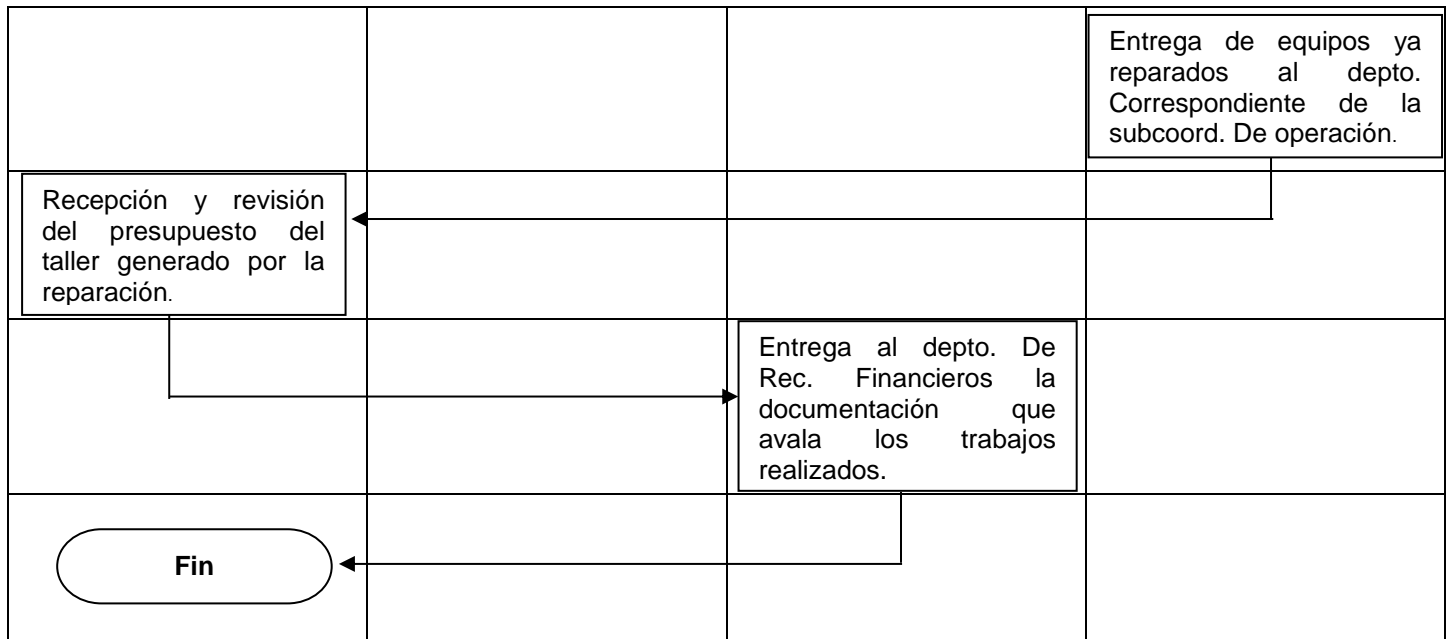 Entrega de equipos ya
reparados al depto.
Correspondiente de la
subcoord. De operación.
Recepción y revisión
del presupuesto del
taller generado por la
reparación.
Entrega al depto. De
Rec. Financieros la
documentación que
avala los trabajos
realizados.
Fin